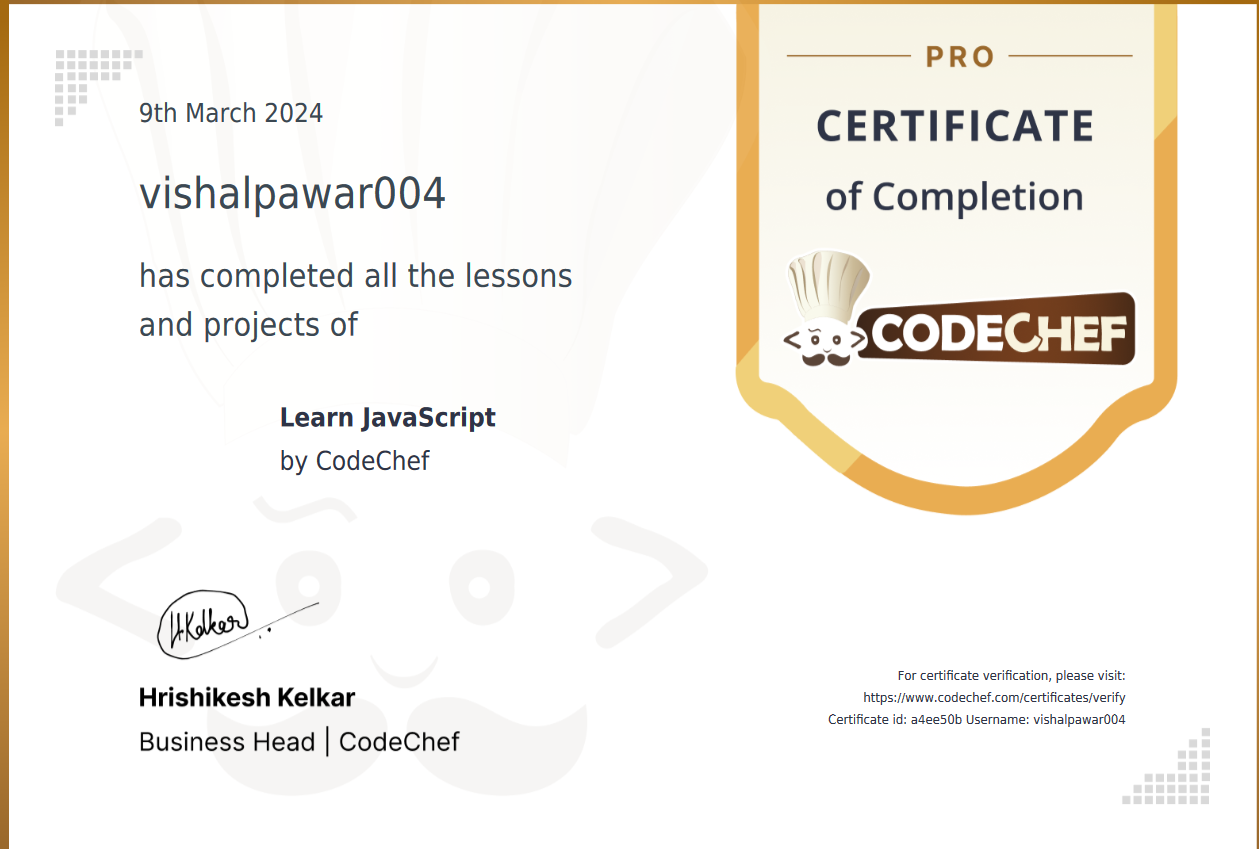 9th March 2024
vishalpawar004
has completed all the lessons
and projects of
Learn JavaScript
by CodeChef
H.Kelkar
Hrishikesh Kelkar
Business Head | CodeChef
PRO
CERTIFICATE
of Completion
CODECHEF
For certificate verification, please visit:
https://www.codechef.com/certificates/verify
Certificate id: a4ee50b Username: vishalpawar004